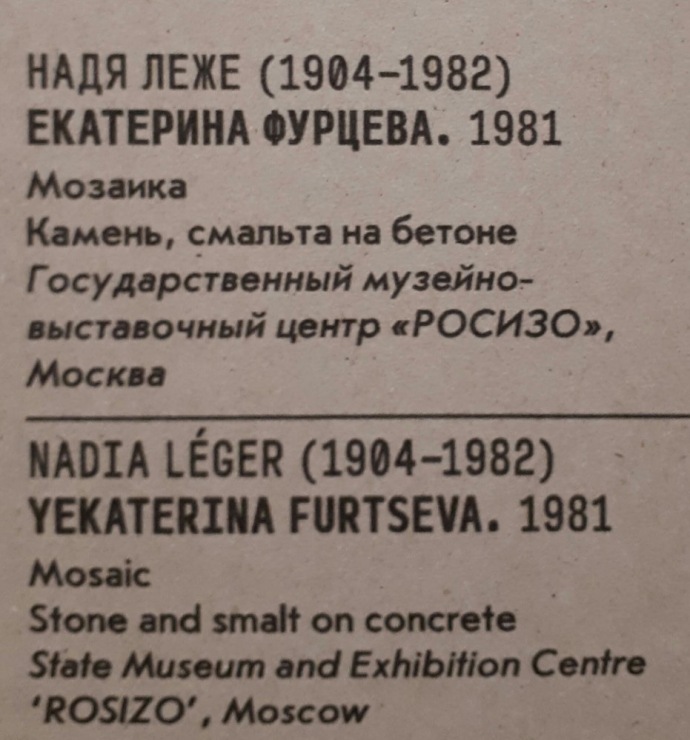 НАДЯ ЛЕЖЕ (1904–1982)
ЕКАТЕРИНА ФУРЦЕВА. 1981
Мозаика
Камень, смальта на бетоне
Государственный музейно-
выставочный центр «РОСИЗО»,
Москва
NADIA LÉGER (1904–1982)
YEKATERINA FURTSEVA. 1981
Mosaic
Stone and smalt on concrete
State Museum and Exhibition Centre
‘ROSIZO’, Moscow